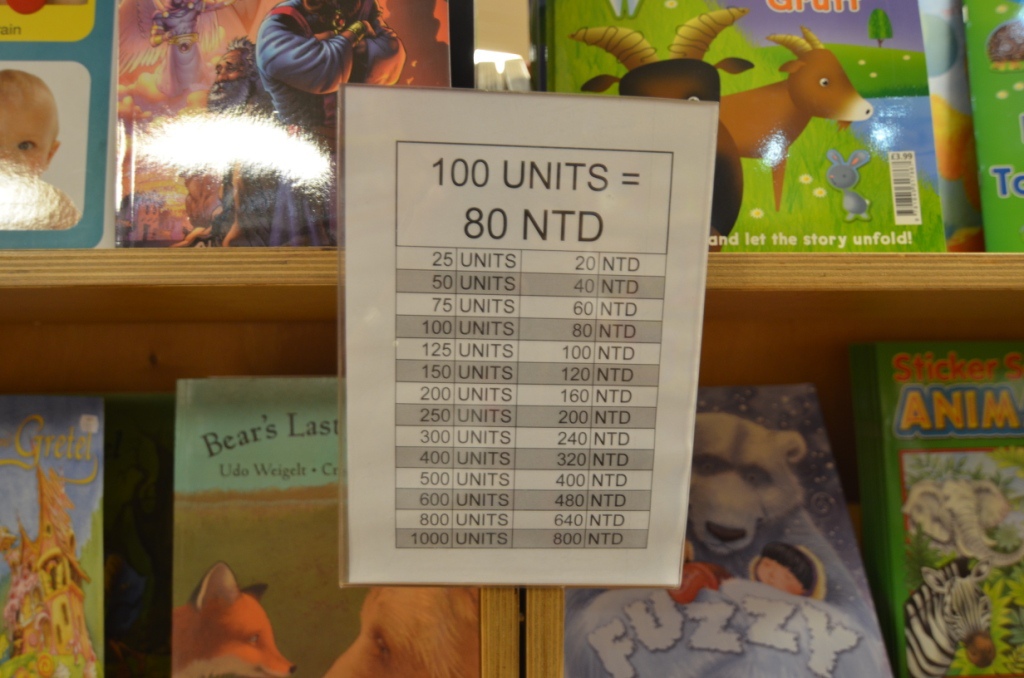 ain
Gruff
£3.99
and let the story unfold!
100 UNITS =
80 NTD
25 UNITS 20 NTD
50 UNITS 40 NTD
75 UNITS 60 NTD
100 UNITS 80 NTD
125 UNITS 100 NTD
150 UNITS 120 NTD
200 UNITS 160 NTD
250 UNITS 200 NTD
300 UNITS 240 NTD
400 UNITS 320 NTD
500 UNITS 400 NTD
600 UNITS 480 NTD
800 UNITS 640 NTD
1000 UNITS 800 NTD
Gretel
Bear's Last
Udo Weigelt • Cr
FUZZY
Sticker S
ANIM